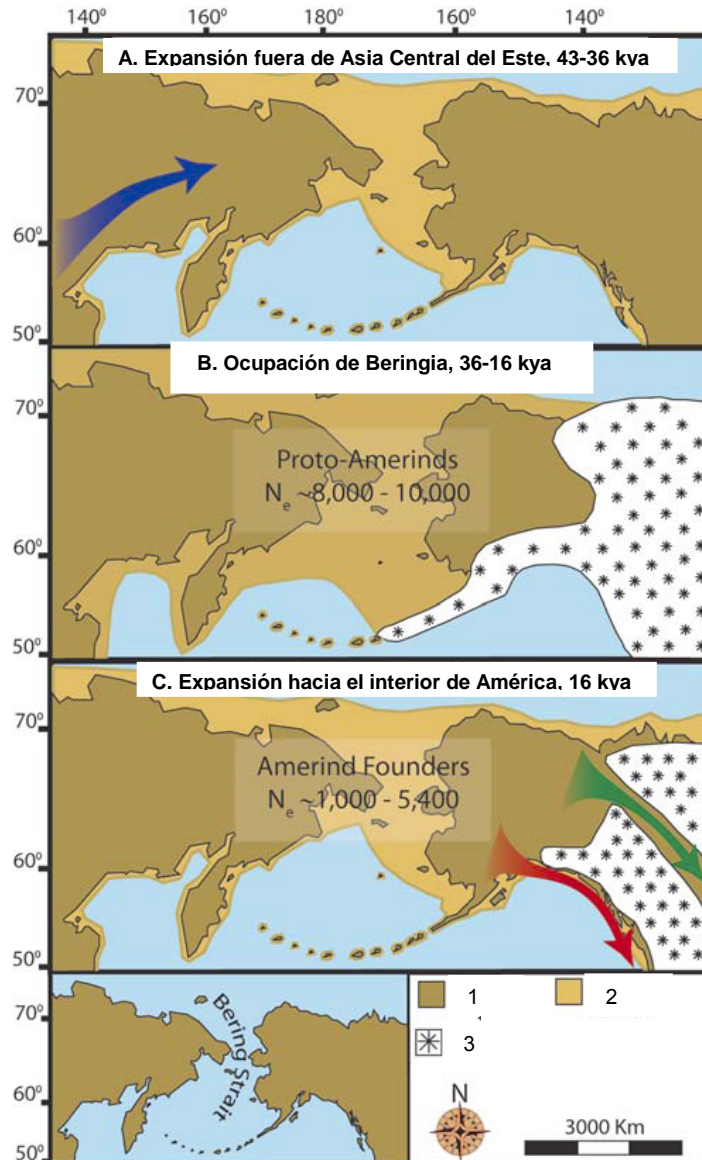 140° 160° 180° 160° 140°
A. Expansión fuera de Asia Central del Este, 43-36 kya
70°
60°
50°
B. Ocupación de Beringia, 36-16 kya
70°
Proto-Amerinds
Ne ~8,000 - 10,000
60°
50°
C. Expansión hacia el interior de América, 16 kya
70°
Amerind Founders
Ne ~1,000 - 5,400
60°
50°
70°
60°
50°
Bering Strait
1 2
3
N
3000 Km